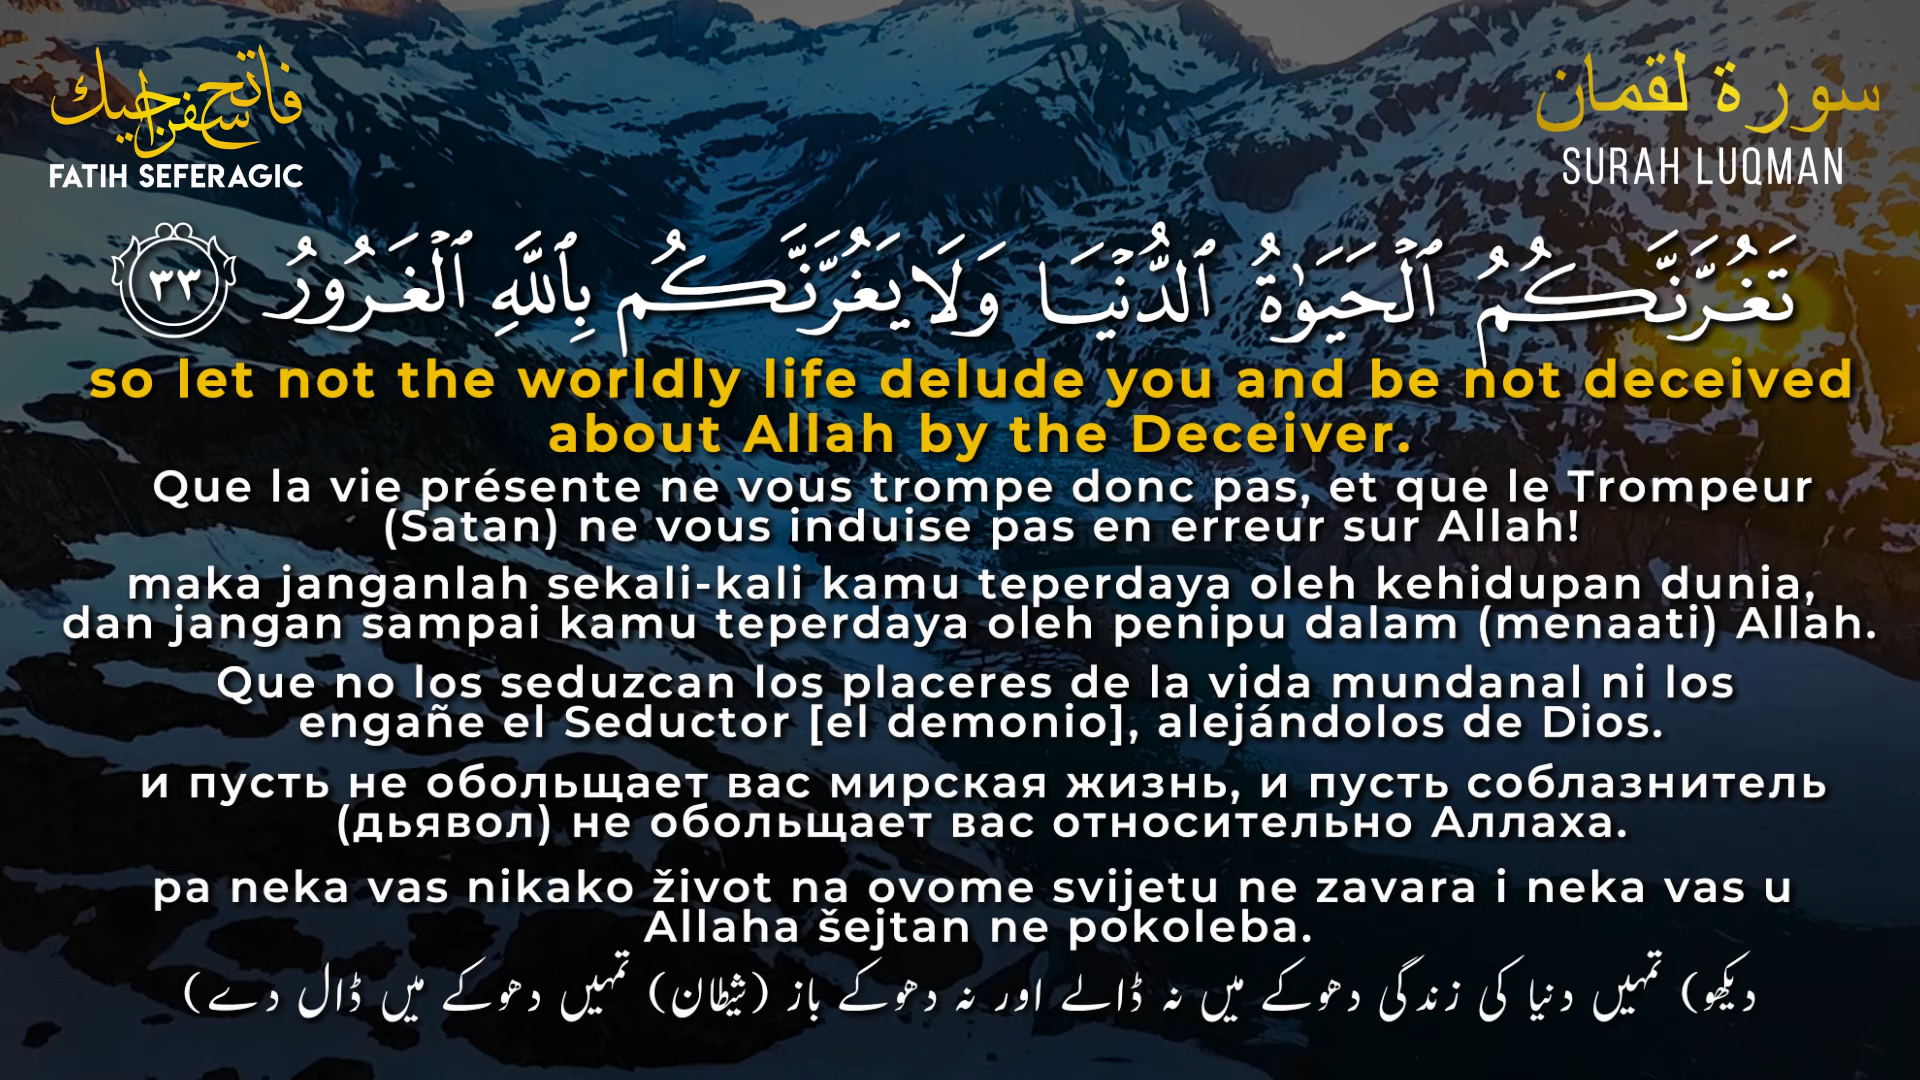 فاتح سفراجيك
FATIH SEFERAGIC
سورة لقمان
SURAH LUQMAN
تَغُرَّنَّكُمُ ٱلْحَيَوٰةُ ٱلدُّنْيَا وَلَا يَغُرَّنَّكُم بِٱللَّهِ ٱلْغَرُورُ ٣٣
so let not the worldly life delude you and be not deceived
about Allah by the Deceiver.
Que la vie présente ne vous trompe donc pas, et que le Trompeur
(Satan) ne vous induise pas en erreur sur Allah!
maka janganlah sekali-kali kamu teperdaya oleh kehidupan dunia,
dan jangan sampai kamu teperdaya oleh penipu dalam (menaati) Allah.
Que no los seduzcan los placeres de la vida mundanal ni los
engañe el Seductor [el demonio], alejándolos de Dios.
и пусть не обольщает вас мирская жизнь, и пусть соблазнитель
(дьявол) не обольщает вас относительно Аллаха.
pa neka vas nikako život na ovome svijetu ne zavara i neka vas u
Allaha šejtan ne pokoleba.
دیکھو) تمہیں دنیا کی زندگی دھوکے میں نہ ڈالے اور نہ دھوکے باز (شیطان) تمہیں دھوکے میں ڈال دے)